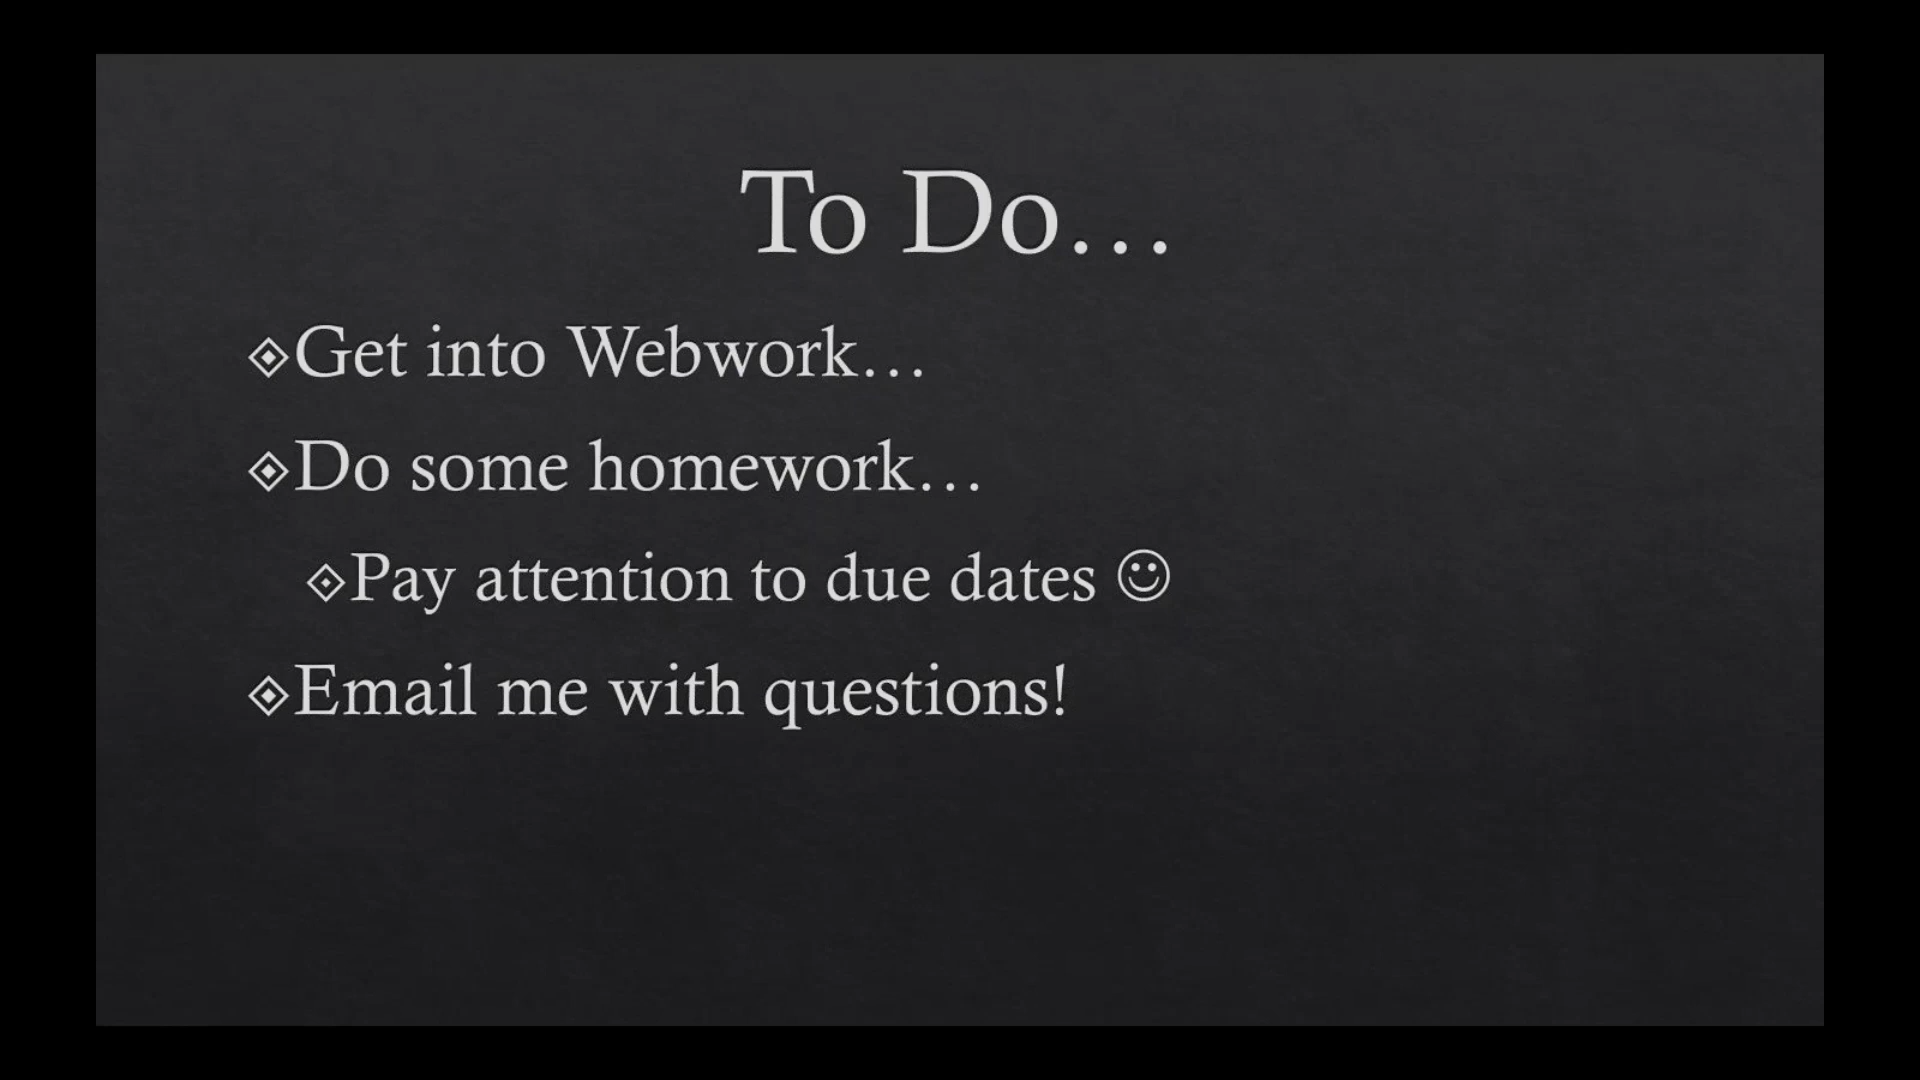 To Do…
Get into Webwork…
Do some homework…
Pay attention to due dates ☺
Email me with questions!